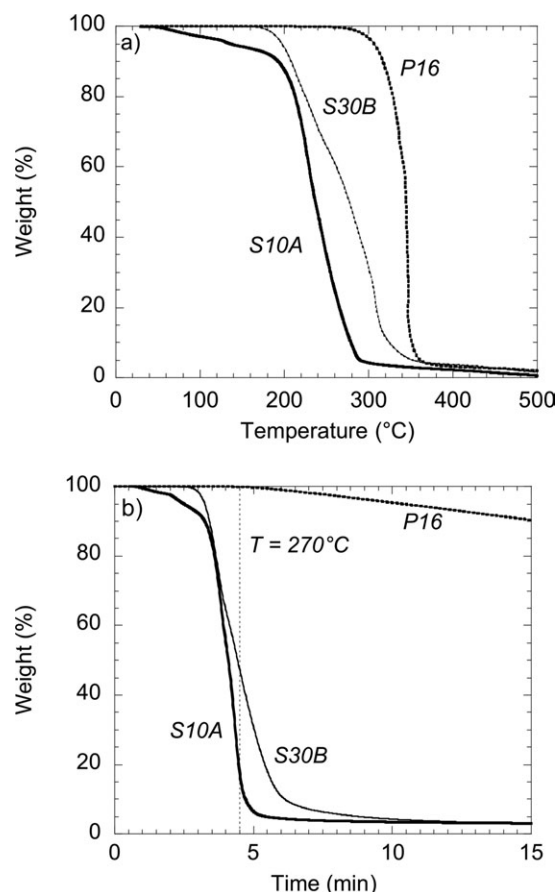 a)
100
80
60
40
20
0
Weight (%)
P16
S30B
S10A
0 100 200 300 400 500
Temperature (°C)
b)
100
80
60
40
20
0
Weight (%)
P16
T = 270°C
S10A
S30B
0 5 10 15
Time (min)